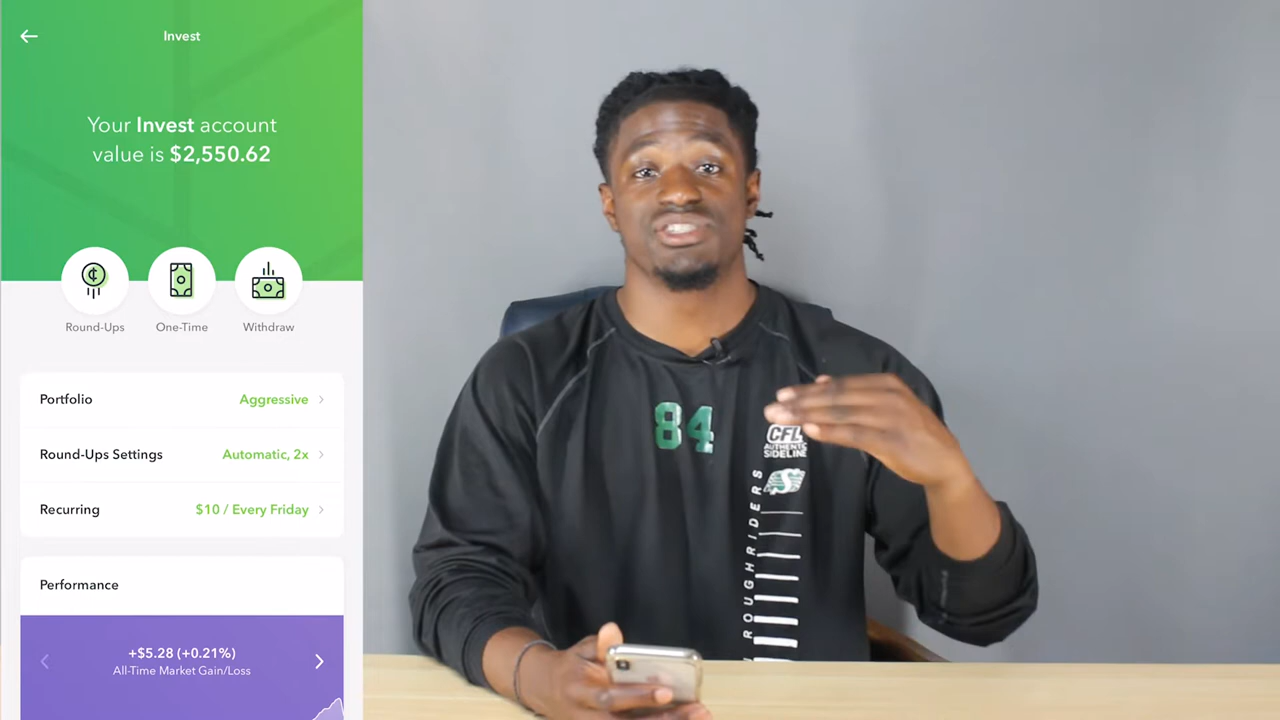 Invest
Your Invest account
value is $2,550.62
Round-Ups
One-Time
Withdraw
Portfolio
Aggressive
Round-Ups Settings
Automatic, 2x
Recurring
$10 / Every Friday
Performance
+$5.28 (+0.21%)
All-Time Market Gain/Loss
84
CFL
AUTHENTIC
SIDELINE
ROUGHRIDERS